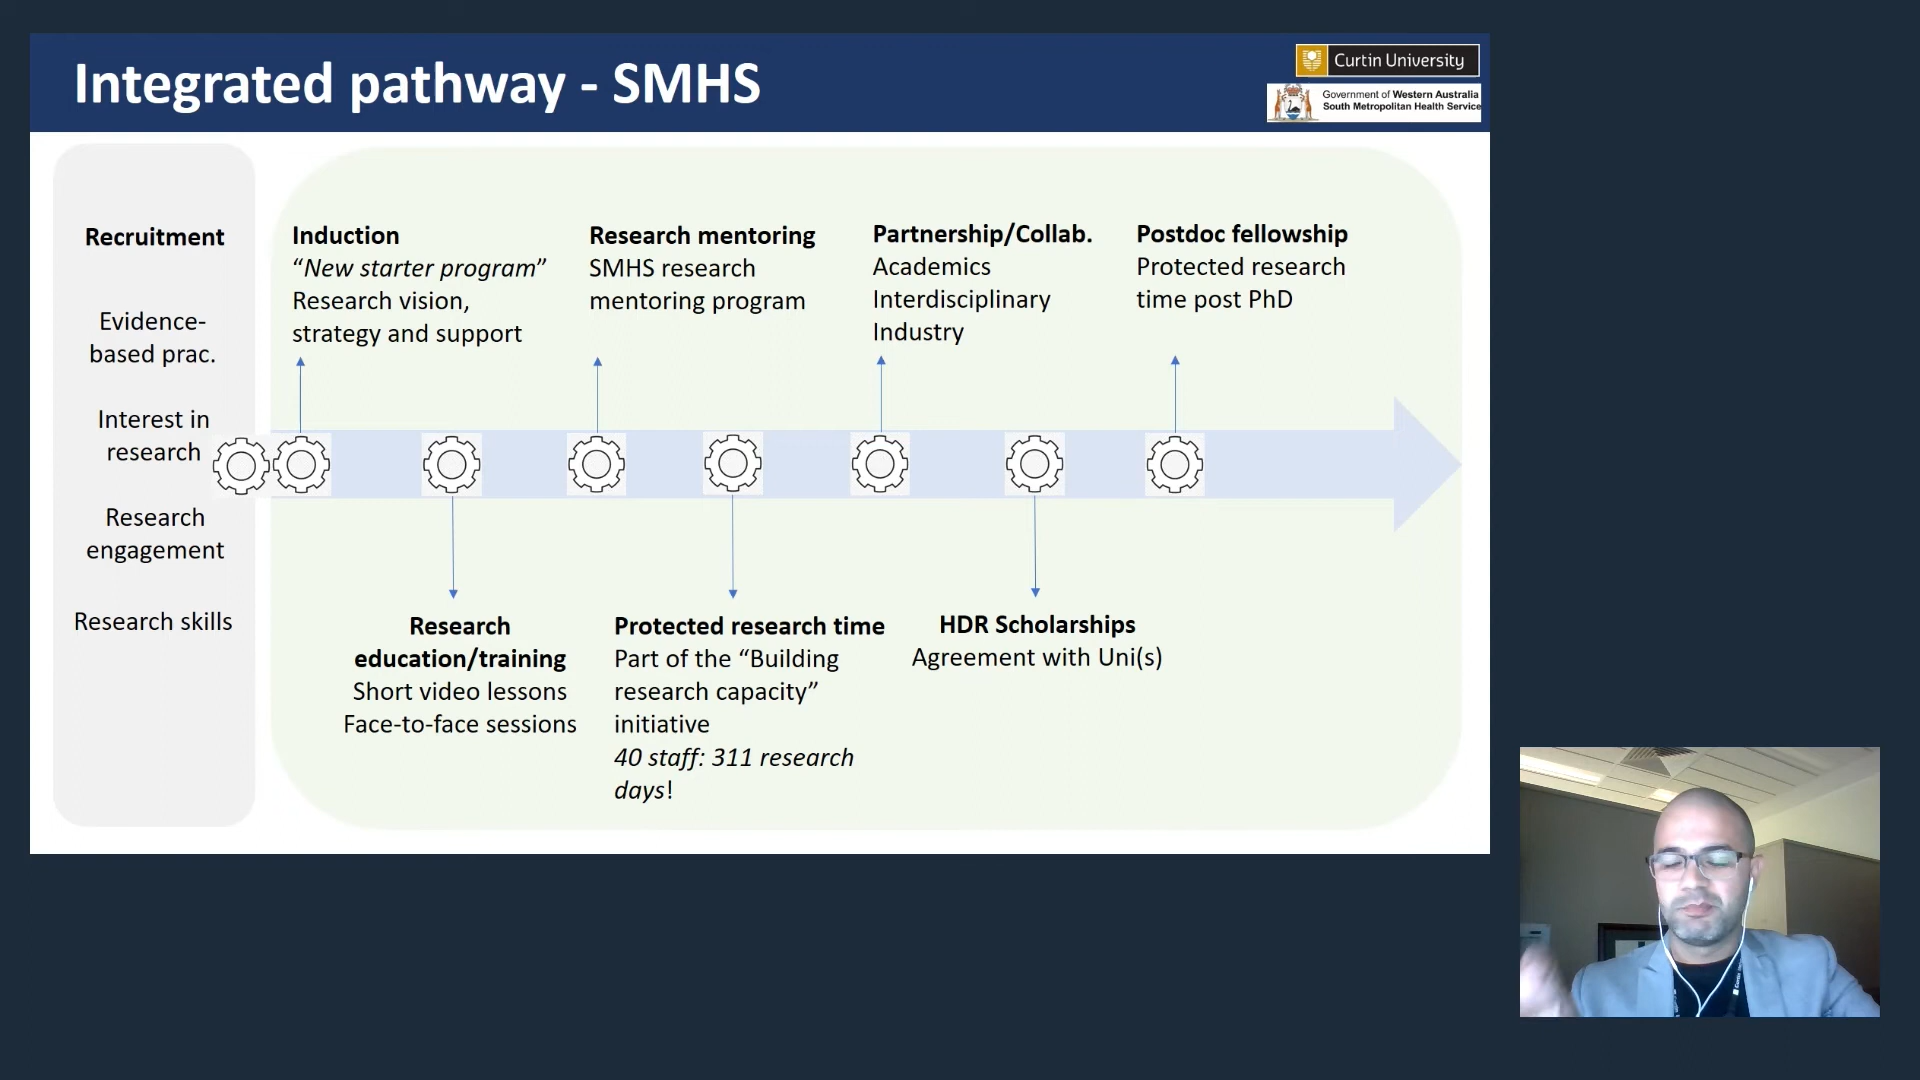 Integrated pathway - SMHS
Curtin University
Government of Western Australia
South Metropolitan Health Service
Recruitment
Evidence-
based prac.
Interest in
research
Research
engagement
Research skills
Induction
“New starter program”
Research vision,
strategy and support
Research mentoring
SMHS research
mentoring program
Partnership/Collab.
Academics
Interdisciplinary
Industry
Postdoc fellowship
Protected research
time post PhD
Research
education/training
Short video lessons
Face-to-face sessions
Protected research time
Part of the “Building
research capacity”
initiative
40 staff: 311 research
days!
HDR Scholarships
Agreement with Uni(s)